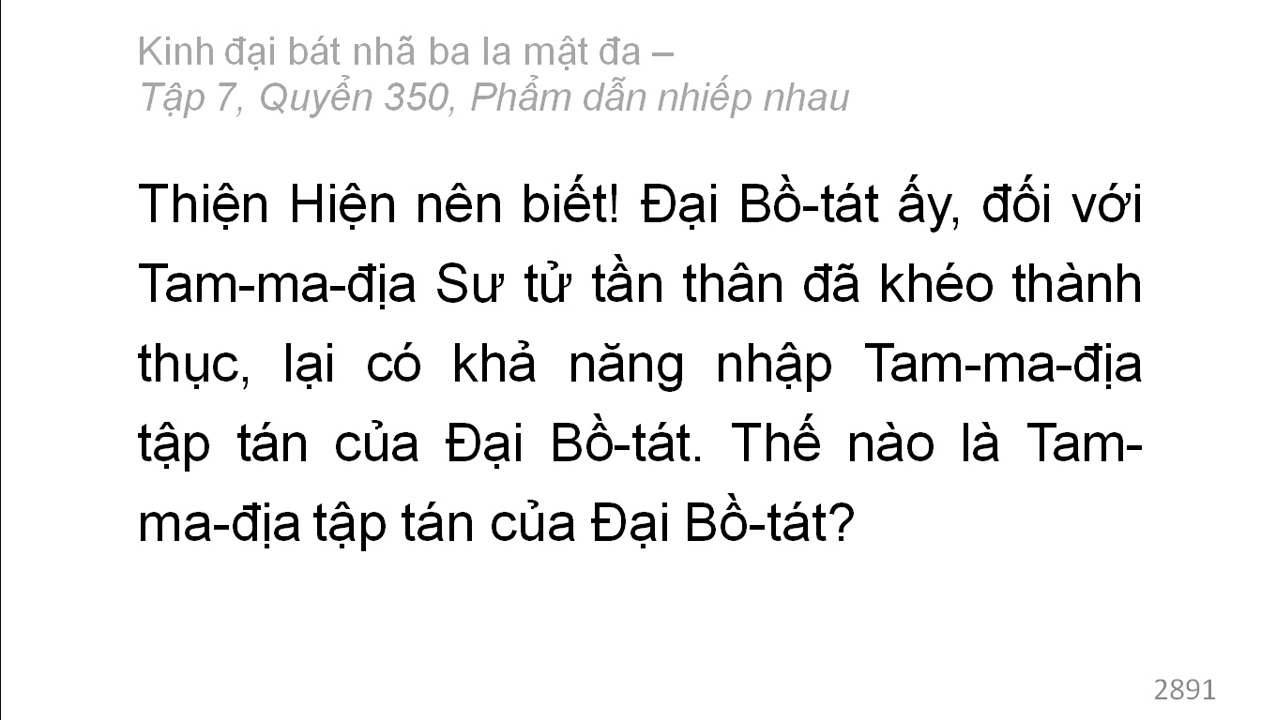 Kinh đại bát nhã ba la mật đa –
Tập 7, Quyển 350, Phẩm dẫn nhiếp nhau
Thiện Hiện nên biết! Đại Bồ-tát ấy, đối với
Tam-ma-địa Sư tử tần thân đã khéo thành
thục, lại có khả năng nhập Tam-ma-địa
tập tán của Đại Bồ-tát. Thế nào là Tam-
ma-địa tập tán của Đại Bồ-tát?
2891